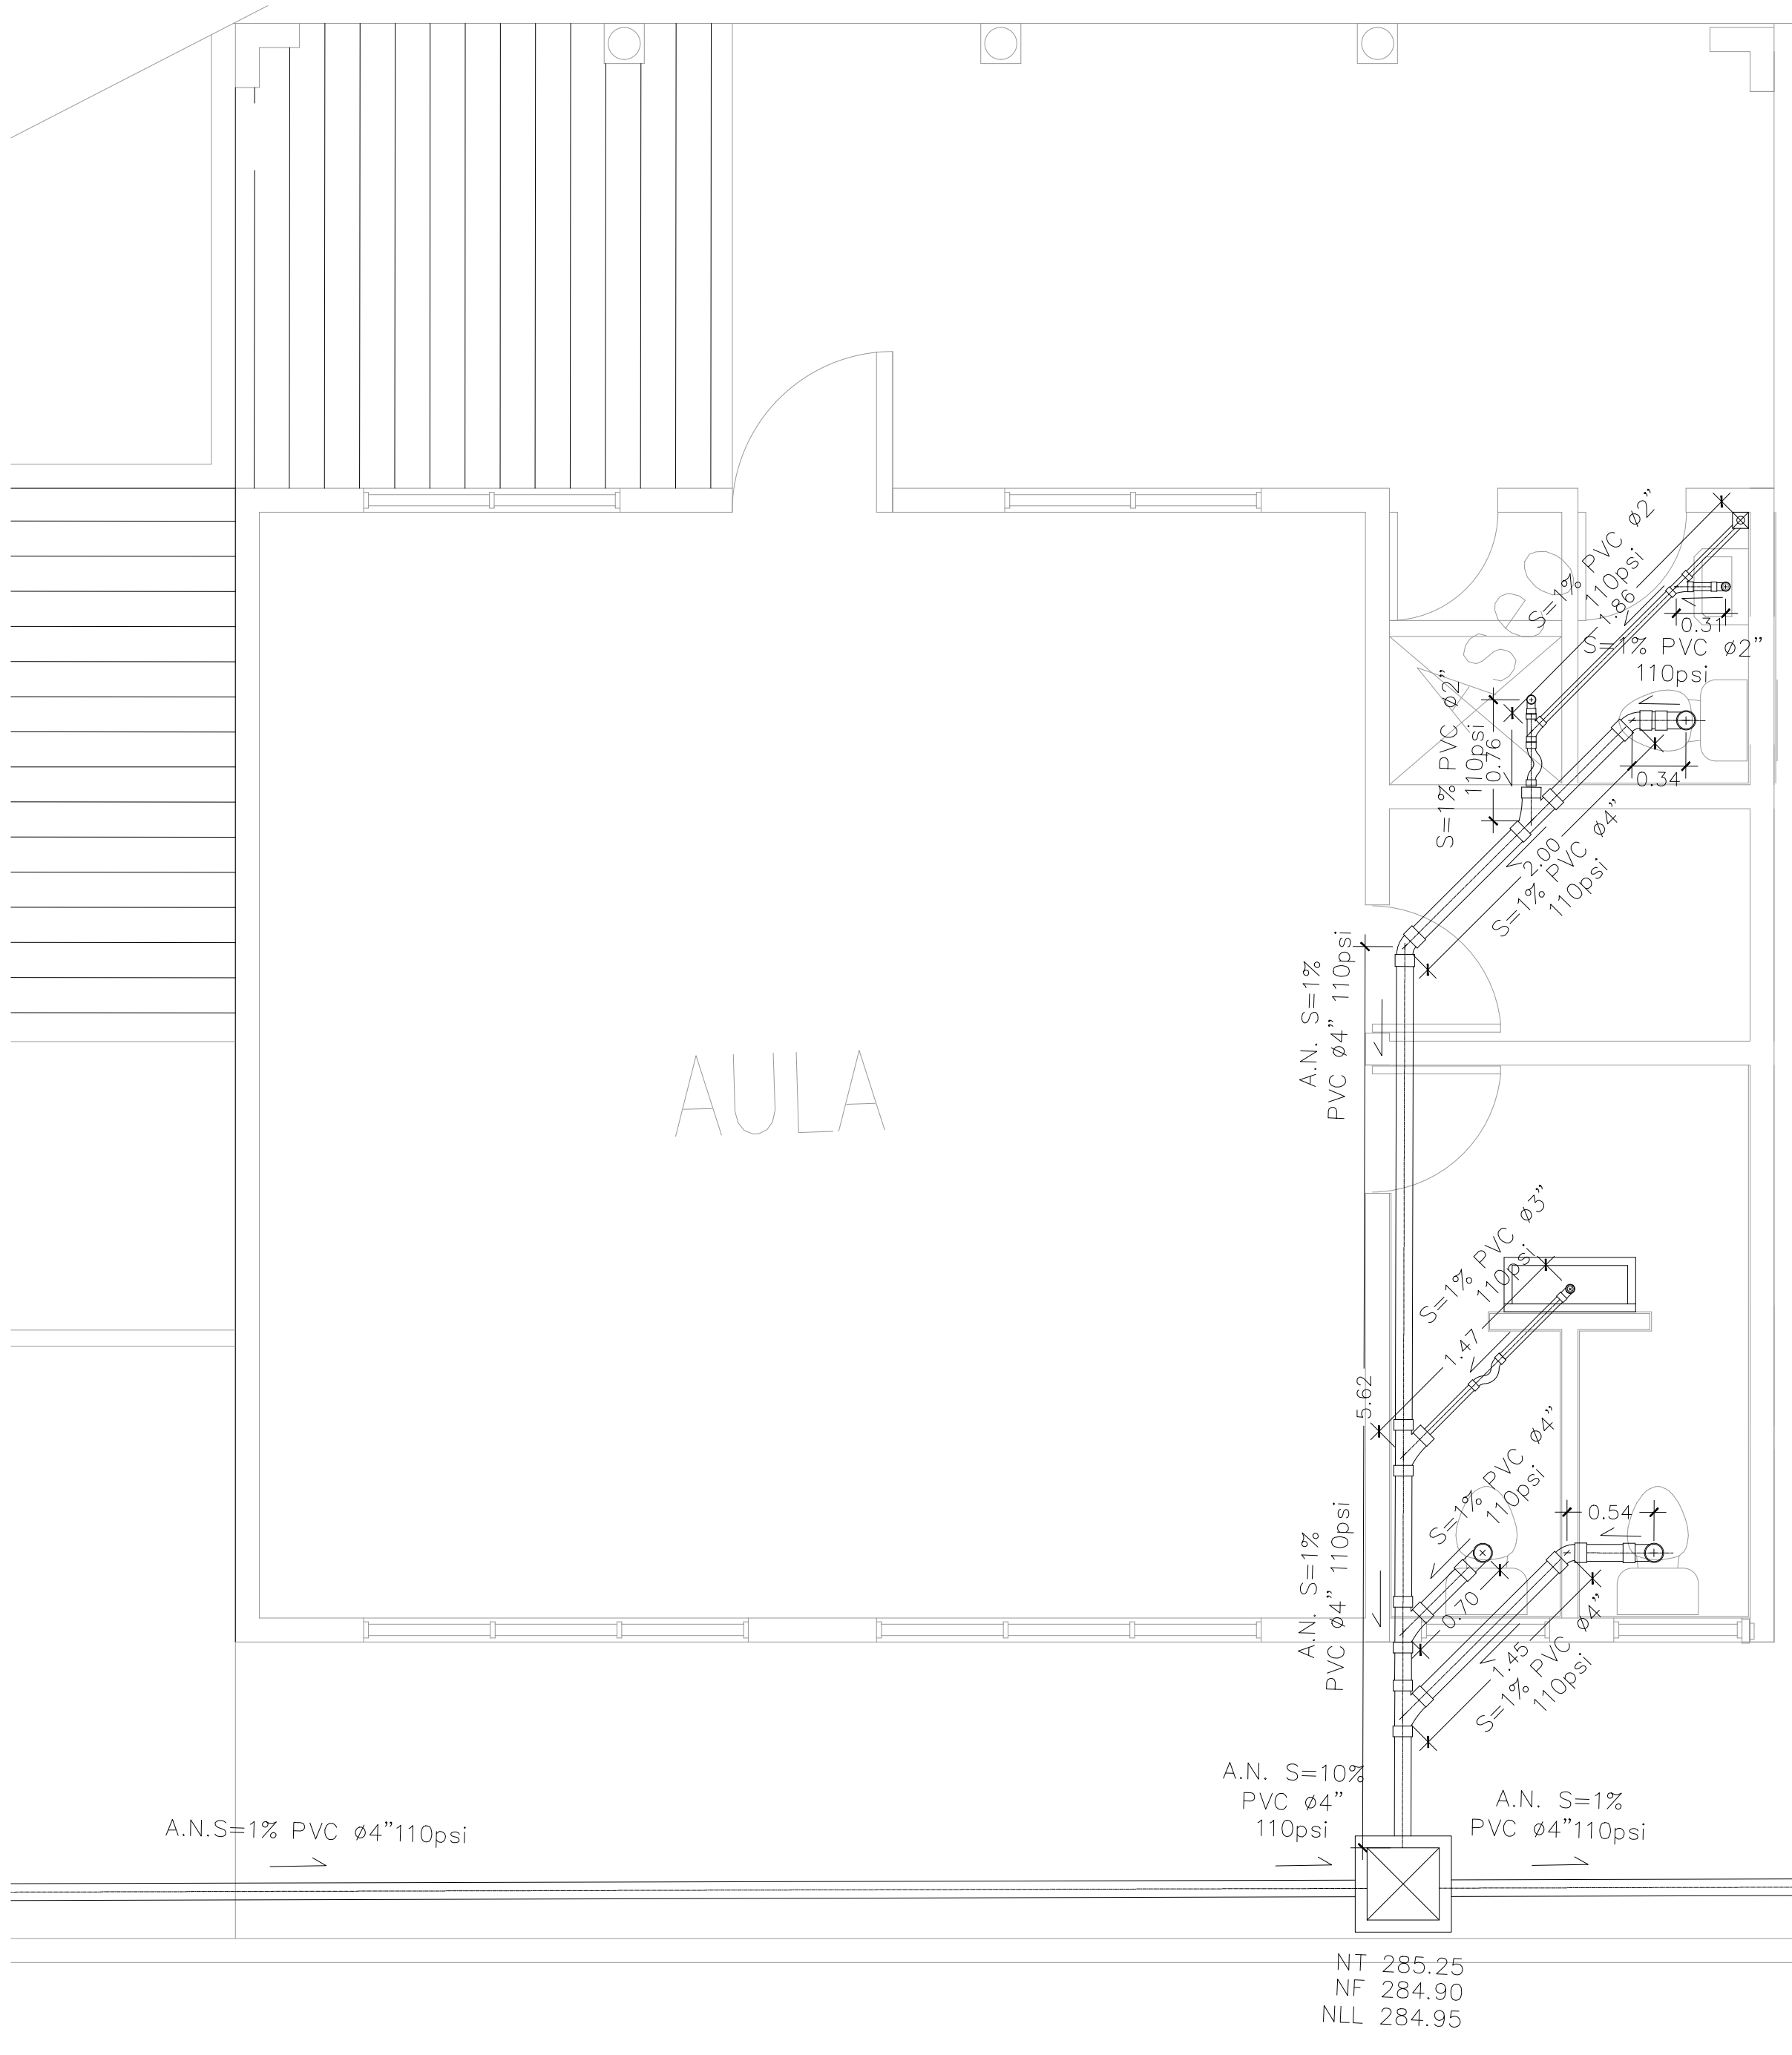 S=1% PVC ø2”
110psi
1.86
Aseo
0.31
S=1% PVC ø2”
110psi
S=1% PVC ø2”
110psi
0.76
0.34
2.00
S=1% PVC ø4”
110psi
A.N. S=1%
PVC ø4” 110psi
AULA
S=1% PVC ø3”
110psi
1.47
5.62
S=1% PVC ø4”
110psi
0.54
A.N. S=1%
PVC ø4” 110psi
0.70
1.45
S=1% PVC ø4”
110psi
A.N. S=10%
PVC ø4”
110psi
A.N. S=1%
PVC ø4”110psi
A.N.S=1% PVC ø4”110psi
NT 285.25
NF 284.90
NLL 284.95